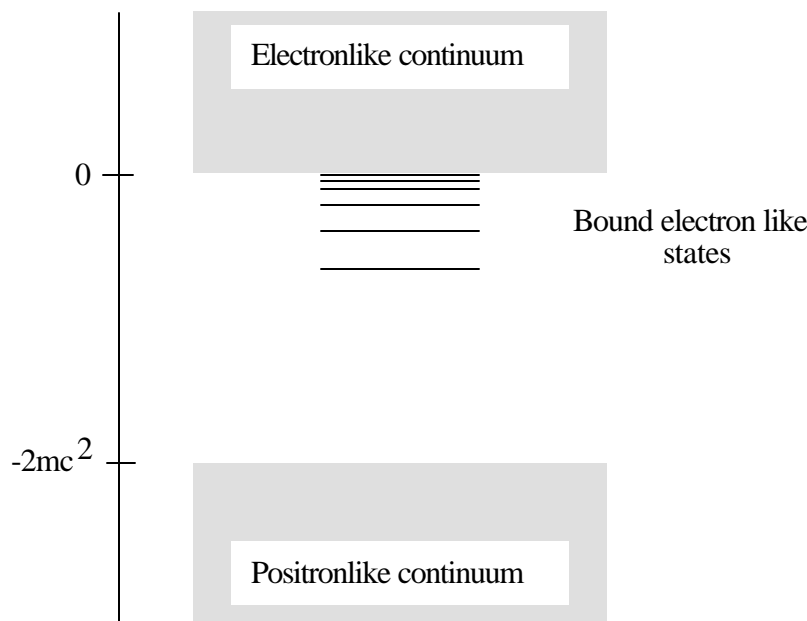 Electronlike continuum
0
Bound electron like
states
-2mc²
Positronlike continuum